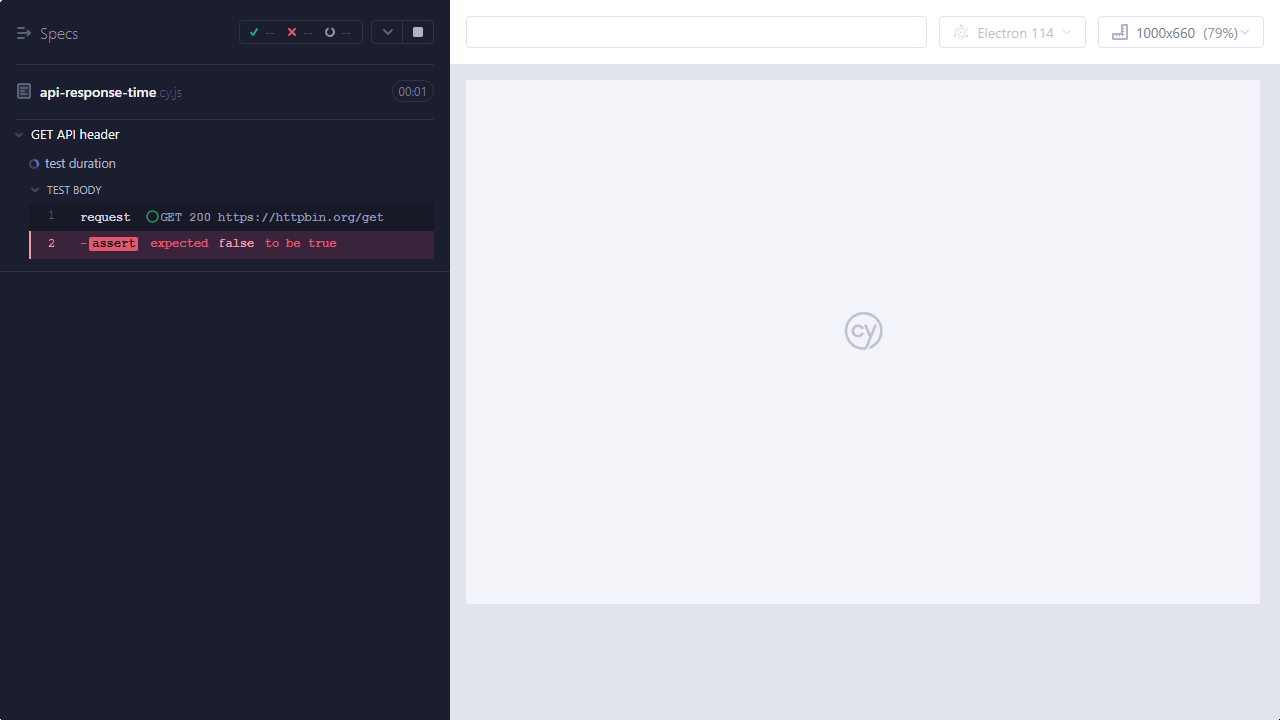 Specs
-- -- --
api-response-time cy.js
00:01
GET API header
test duration
TEST BODY
1 request GET 200 https://httpbin.org/get
2 -assert expected false to be true
Electron 114
1000x660 (79%)
cy